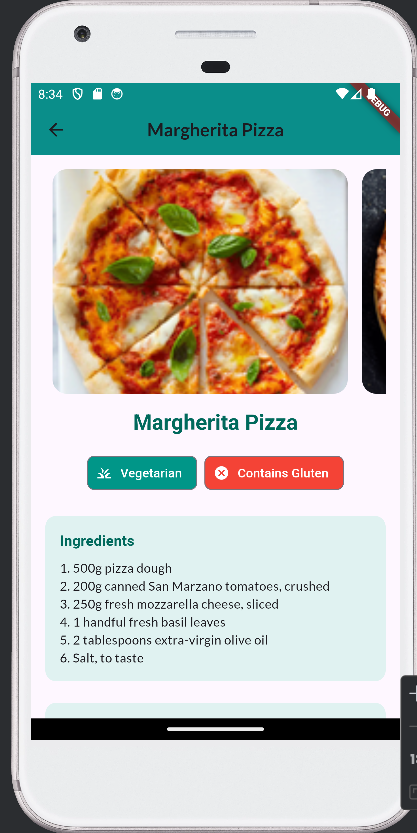 8:34
DEBUG
Margherita Pizza
Margherita Pizza
Vegetarian
Contains Gluten
Ingredients
1. 500g pizza dough
2. 200g canned San Marzano tomatoes, crushed
3. 250g fresh mozzarella cheese, sliced
4. 1 handful fresh basil leaves
5. 2 tablespoons extra-virgin olive oil
6. Salt, to taste